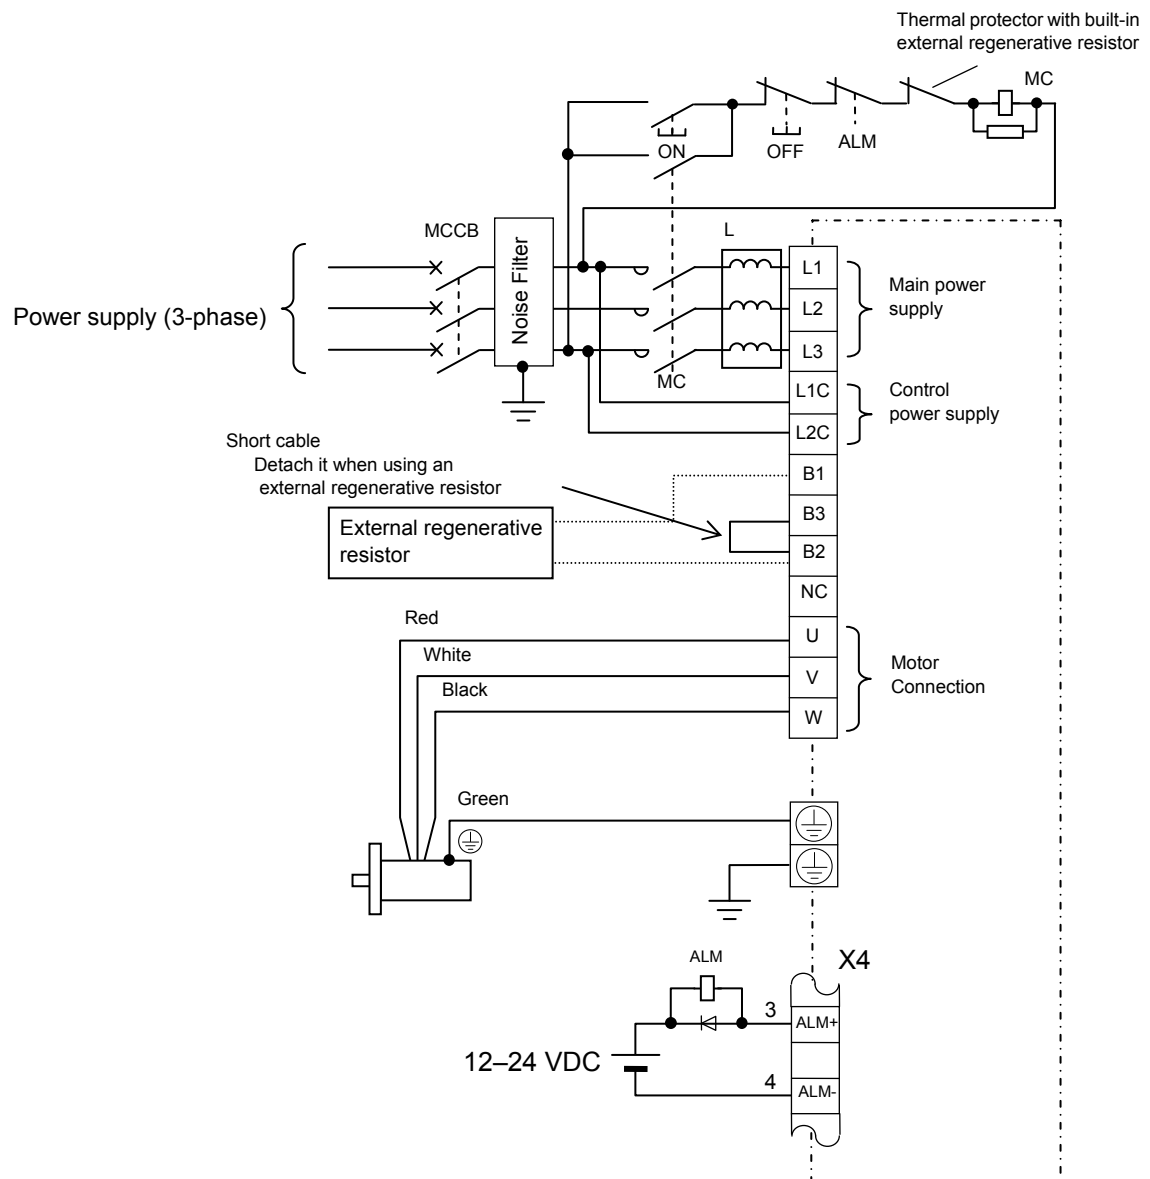 Thermal protector with built-in
external regenerative resistor
MC
ON
OFF
ALM
MCCB
L
Noise Filter
L1
Main power
supply
Power supply (3-phase)
L2
L3
MC
L1C
Control
power supply
L2C
Short cable
Detach it when using an
external regenerative resistor
B1
External regenerative
resistor
B3
B2
NC
Red
U
White
V
Motor
Connection
Black
W
Green
ALM
X4
3
ALM+
12–24 VDC
4
ALM-